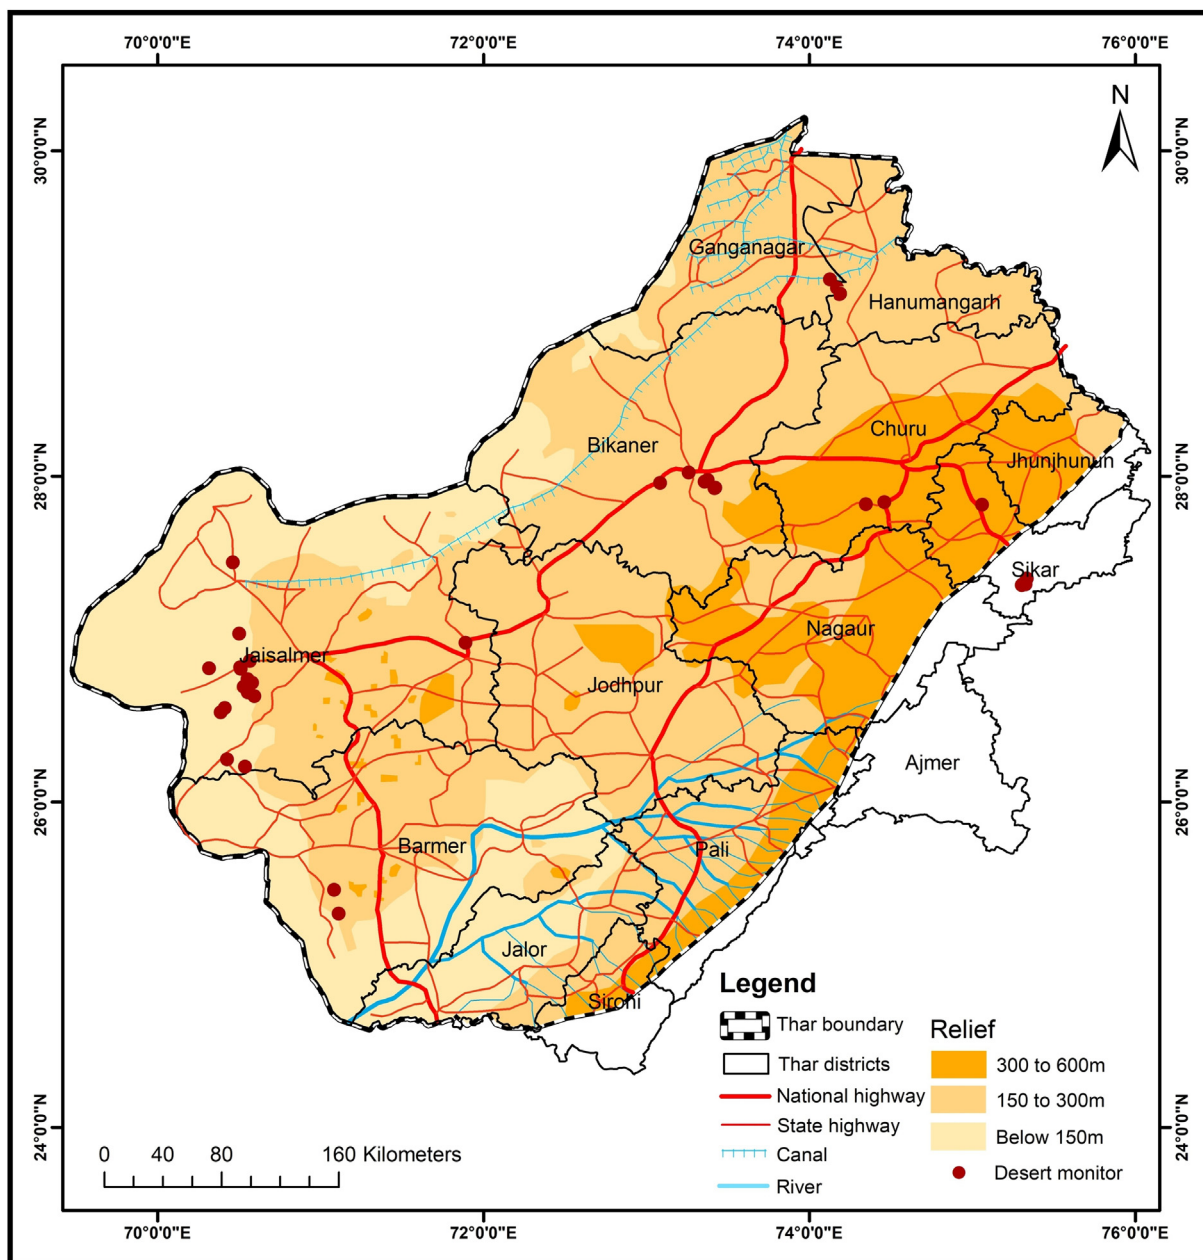 70°0'0"E 72°0'0"E 74°0'0"E 76°0'0"E
N
30°0'0"N 30°0'0"N
Ganganagar
Hanumangarh
Churu
Bikaner
Jhunjhunun
28°0'0"N 28°0'0"N
Sikar
Nagaur
Jaisalmer
Jodhpur
Ajmer
26°0'0"N 26°0'0"N
Barmer
Pali
Jalor
Sirohi
Legend
Thar boundary
Thar districts
National highway
State highway
Canal
River
Relief
300 to 600m
150 to 300m
Below 150m
Desert monitor
24°0'0"N 24°0'0"N
0 40 80 160 Kilometers
70°0'0"E 72°0'0"E 74°0'0"E 76°0'0"E